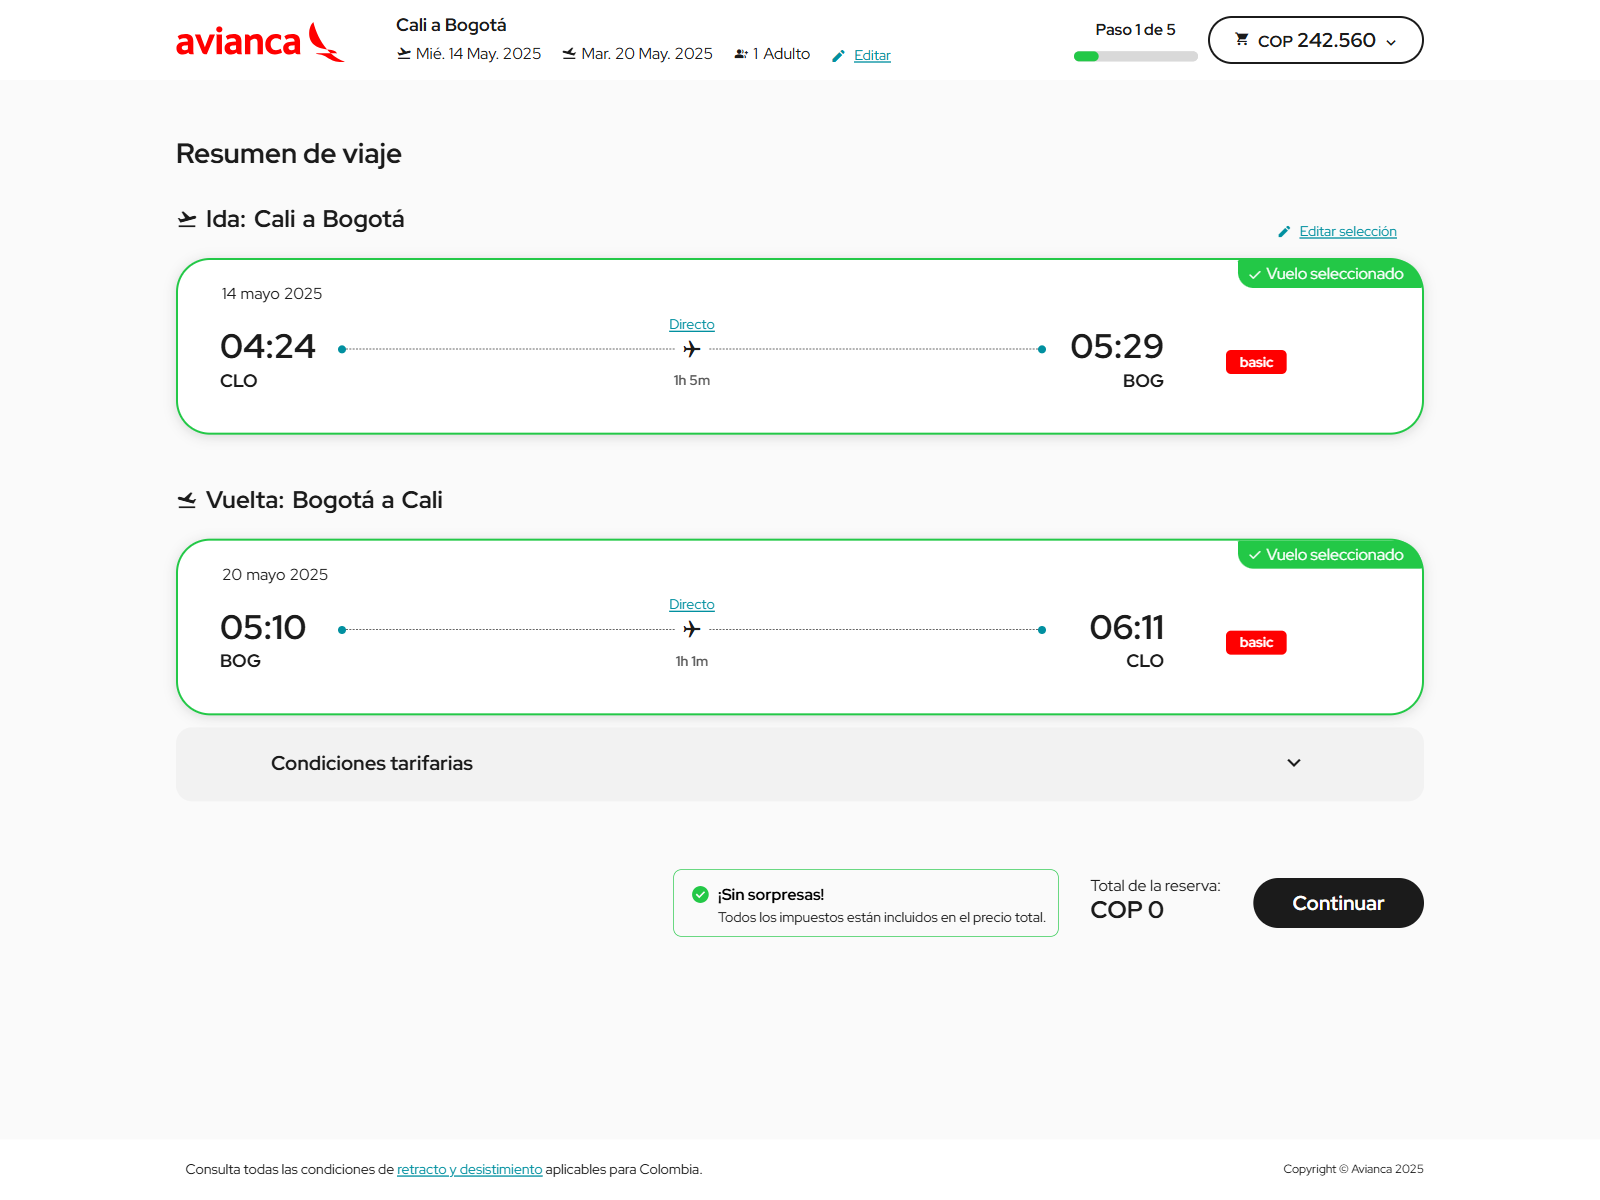 avianca
Cali a Bogotá
Mié. 14 May. 2025 Mar. 20 May. 2025 1 Adulto Editar
Paso 1 de 5
COP 242.560
Resumen de viaje
Ida: Cali a Bogotá
Editar selección
Vuelo seleccionado
14 mayo 2025
Directo
04:24 05:29
basic
CLO 1h 5m BOG
Vuelta: Bogotá a Cali
Vuelo seleccionado
20 mayo 2025
Directo
05:10 06:11
basic
BOG 1h 1m CLO
Condiciones tarifarias
¡Sin sorpresas!
Todos los impuestos están incluidos en el precio total.
Total de la reserva:
COP 0
Continuar
Consulta todas las condiciones de retracto y desistimiento aplicables para Colombia.
Copyright © Avianca 2025